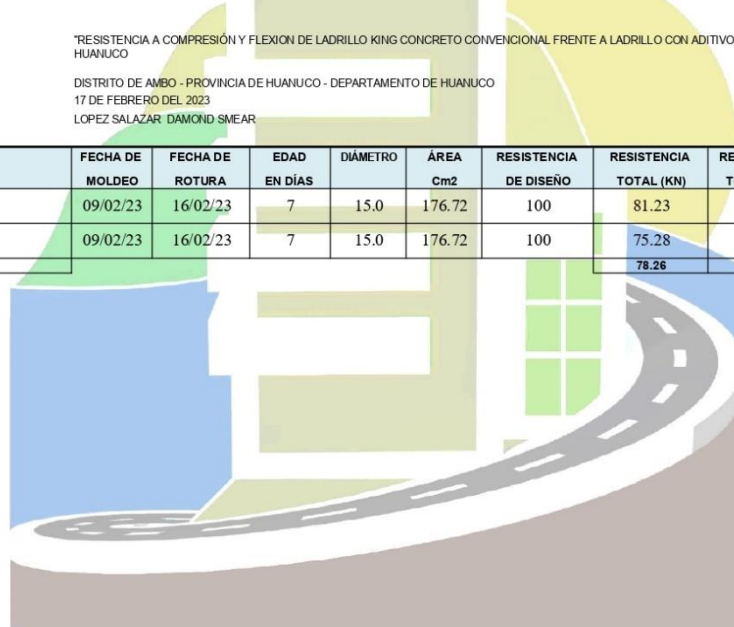 "RESISTENCIA A COMPRESIÓN Y FLEXION DE LADRILLO KING CONCRETO CONVENCIONAL FRENTE A LADRILLO CON ADITIVO
HUANUCO
DISTRITO DE AMBO - PROVINCIA DE HUANUCO - DEPARTAMENTO DE HUANUCO
17 DE FEBRERO DEL 2023
LOPEZ SALAZAR DAMOND SMEAR
FECHA DE FECHA DE EDAD DIÁMETRO ÁREA RESISTENCIA RESISTENCIA RE
MOLDEO ROTURA EN DÍAS Cm2 DE DISEÑO TOTAL (KN) T
09/02/23 16/02/23 7 15.0 176.72 100 81.23
09/02/23 16/02/23 7 15.0 176.72 100 75.28
78.26